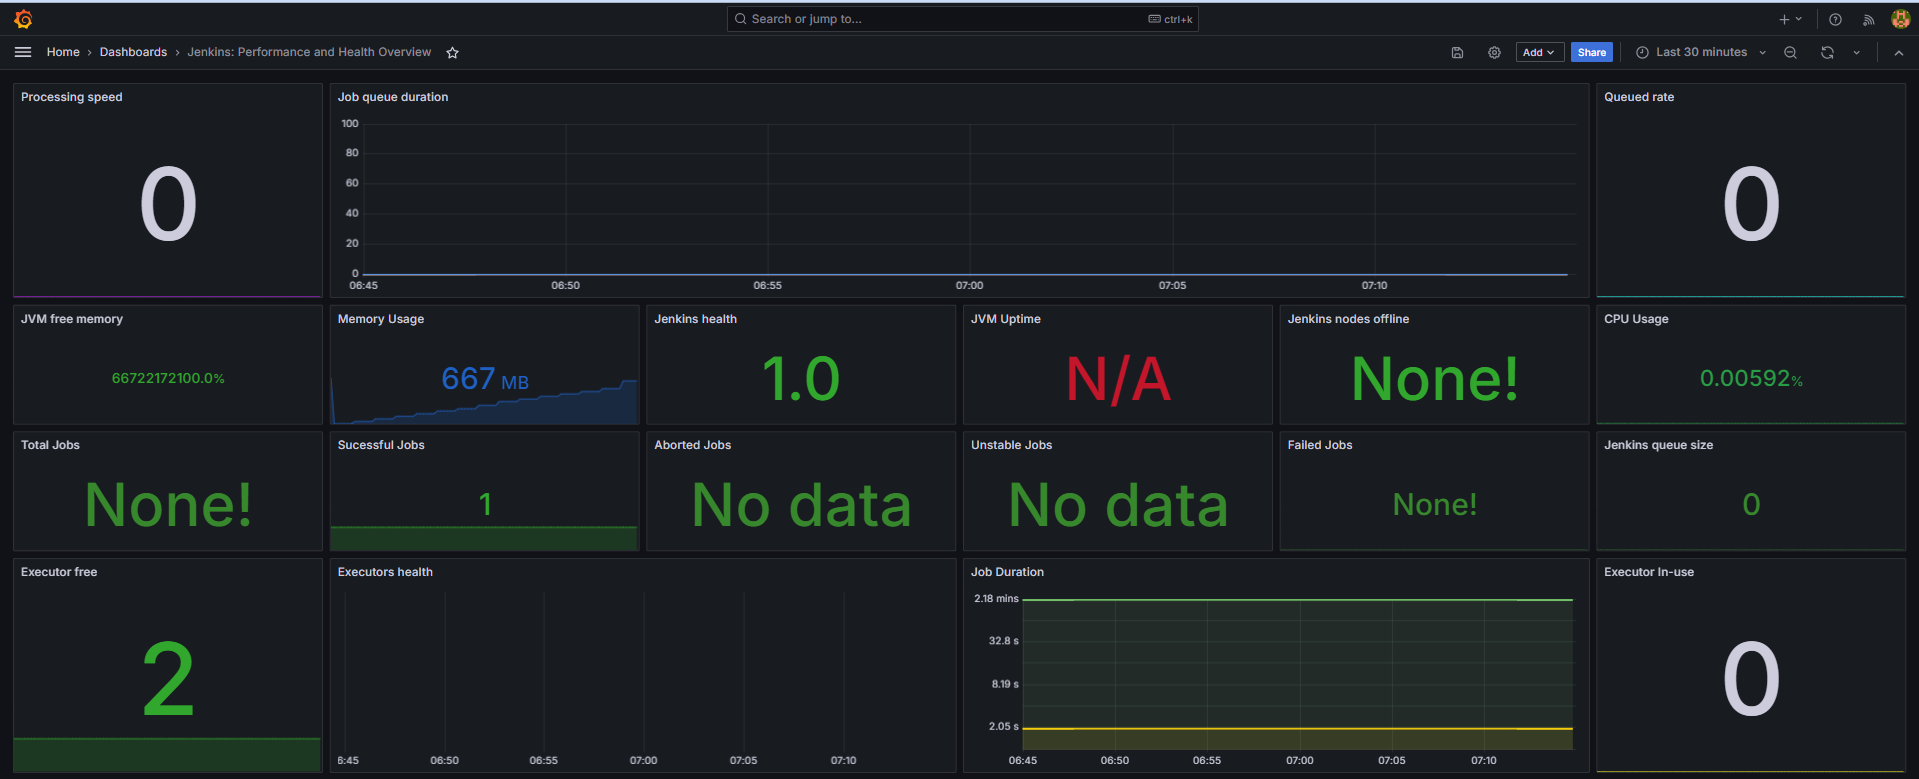 Search or jump to...
ctrl+k
Home › Dashboards › Jenkins: Performance and Health Overview
Add
Share
Last 30 minutes
Processing speed
0
Job queue duration
100
80
60
40
20
0
06:45 06:50 06:55 07:00 07:05 07:10
Queued rate
0
JVM free memory
66722172100.0%
Memory Usage
667 MB
Jenkins health
1.0
JVM Uptime
N/A
Jenkins nodes offline
None!
CPU Usage
0.00592%
Total Jobs
None!
Sucessful Jobs
1
Aborted Jobs
No data
Unstable Jobs
No data
Failed Jobs
None!
Jenkins queue size
0
Executor free
2
Executors health
6:45 06:50 06:55 07:00 07:05 07:10
Job Duration
2.18 mins
32.8 s
8.19 s
2.05 s
06:45 06:50 06:55 07:00 07:05 07:10
Executor In-use
0